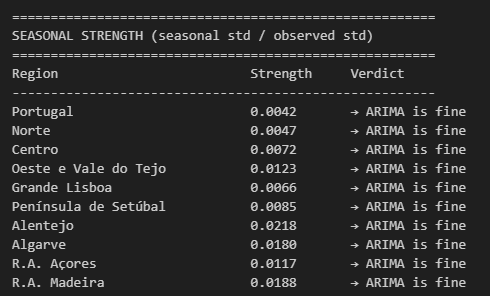 ======================================================
SEASONAL STRENGTH (seasonal std / observed std)
======================================================
Region Strength Verdict
------------------------------------------------------
Portugal 0.0042 → ARIMA is fine
Norte 0.0047 → ARIMA is fine
Centro 0.0072 → ARIMA is fine
Oeste e Vale do Tejo 0.0123 → ARIMA is fine
Grande Lisboa 0.0066 → ARIMA is fine
Península de Setúbal 0.0085 → ARIMA is fine
Alentejo 0.0218 → ARIMA is fine
Algarve 0.0180 → ARIMA is fine
R.A. Açores 0.0117 → ARIMA is fine
R.A. Madeira 0.0188 → ARIMA is fine